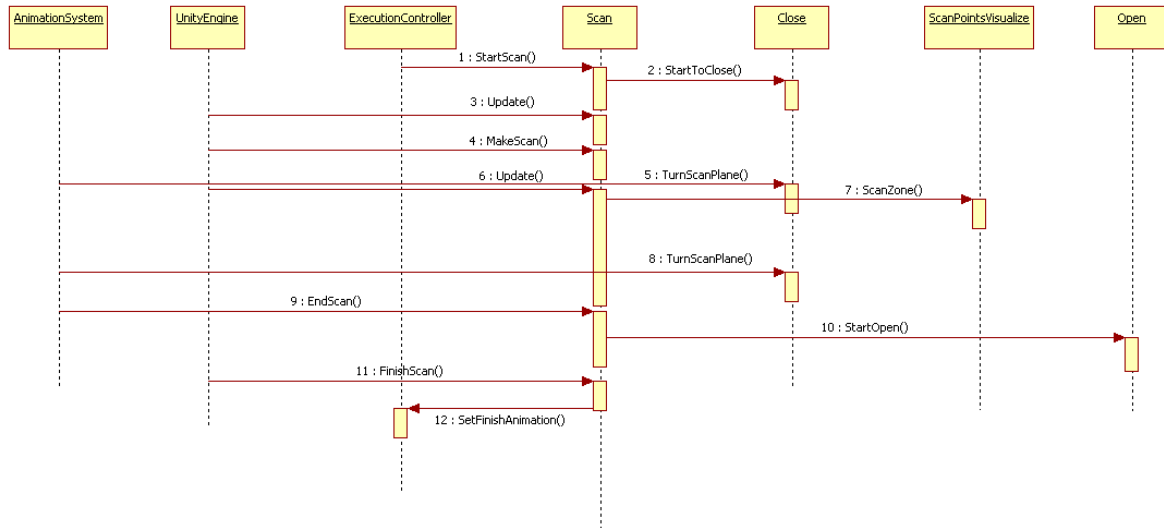 AnimationSystem
UnityEngine
ExecutionController
Scan
Close
ScanPointsVisualize
Open
1 : StartScan()
2 : StartToClose()
3 : Update()
4 : MakeScan()
6 : Update()
5 : TurnScanPlane()
7 : ScanZone()
8 : TurnScanPlane()
9 : EndScan()
10 : StartOpen()
11 : FinishScan()
12 : SetFinishAnimation()